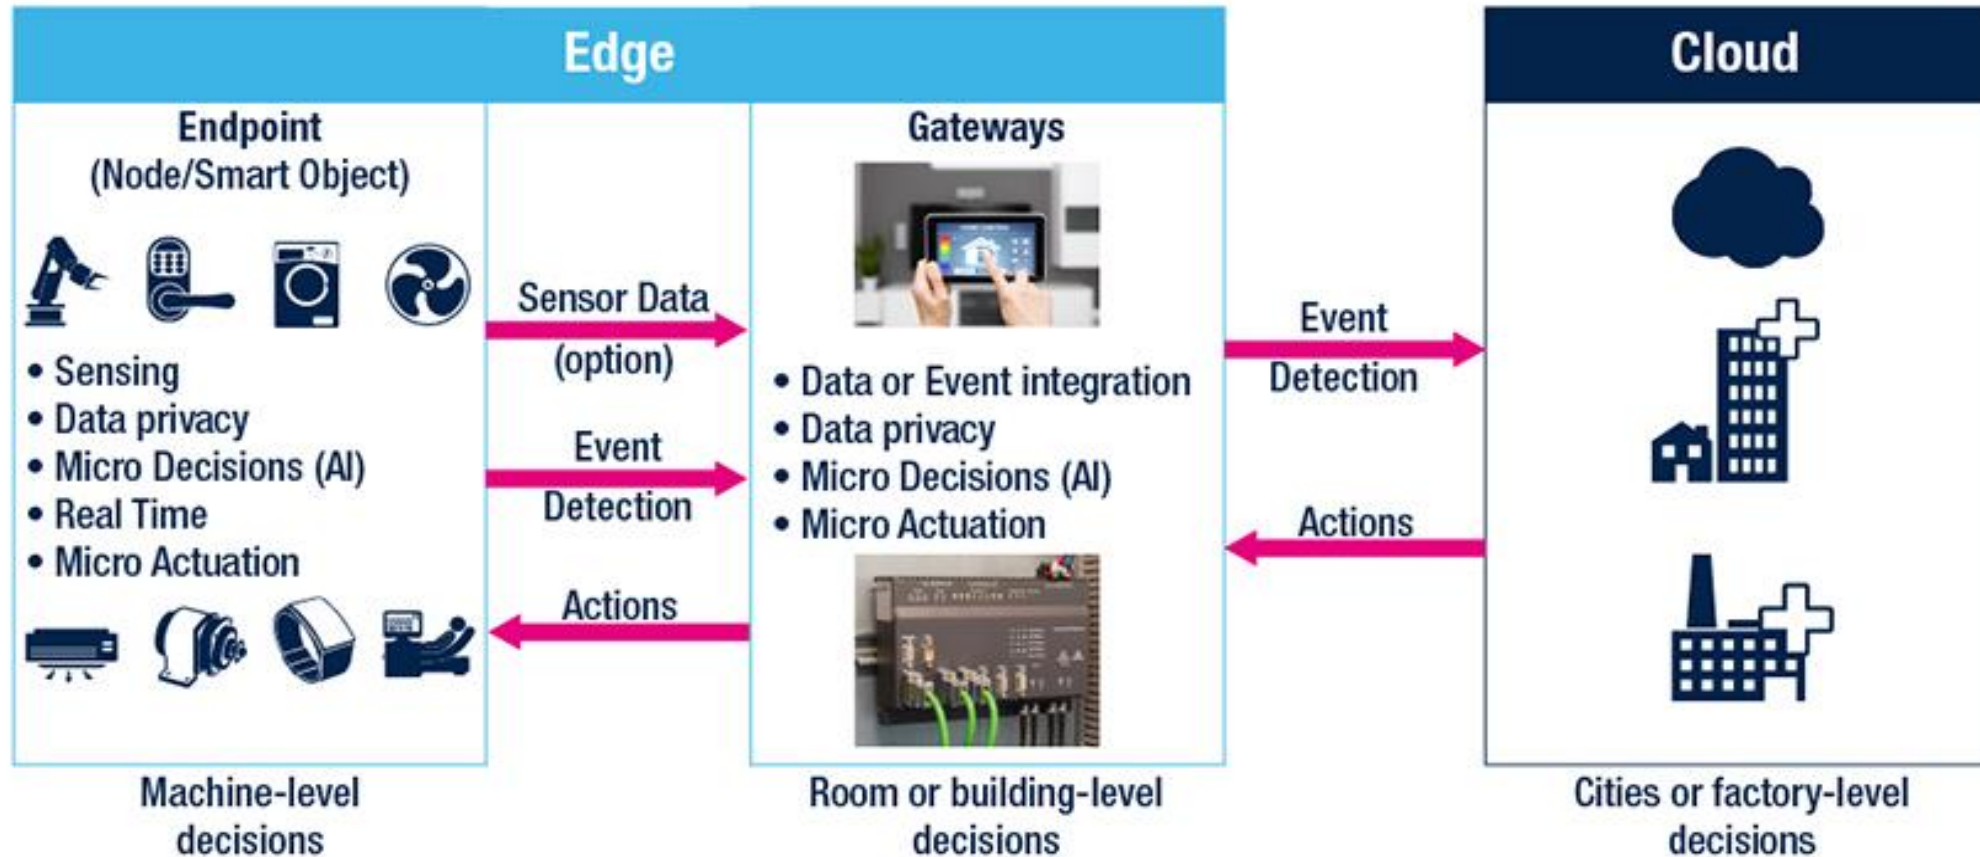 Edge
Cloud
Endpoint
(Node/Smart Object)
• Sensing
• Data privacy
• Micro Decisions (AI)
• Real Time
• Micro Actuation
Machine-level
decisions
Sensor Data
(option)
Event
Detection
Actions
Gateways
• Data or Event integration
• Data privacy
• Micro Decisions (AI)
• Micro Actuation
Room or building-level
decisions
Event
Detection
Actions
Cities or factory-level
decisions